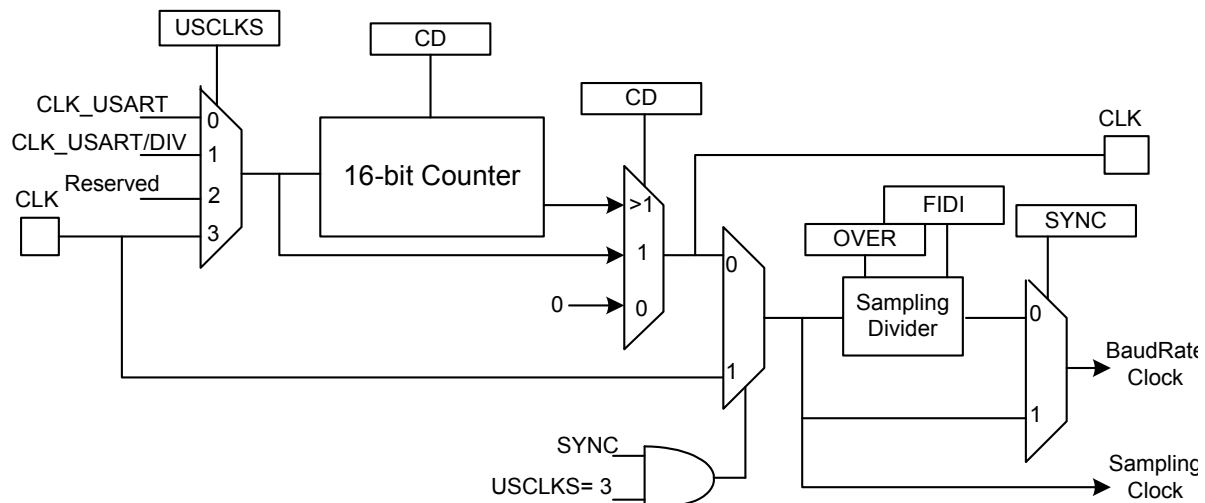 USCLKS
CD
CD
CLK_USART
CLK_USART/DIV
Reserved
CLK
0
1
2
3
16-bit Counter
>1
1
0
0
CLK
0
1
FIDI
OVER
SYNC
Sampling
Divider
0
1
BaudRate
Clock
SYNC
USCLKS= 3
Sampling
Clock